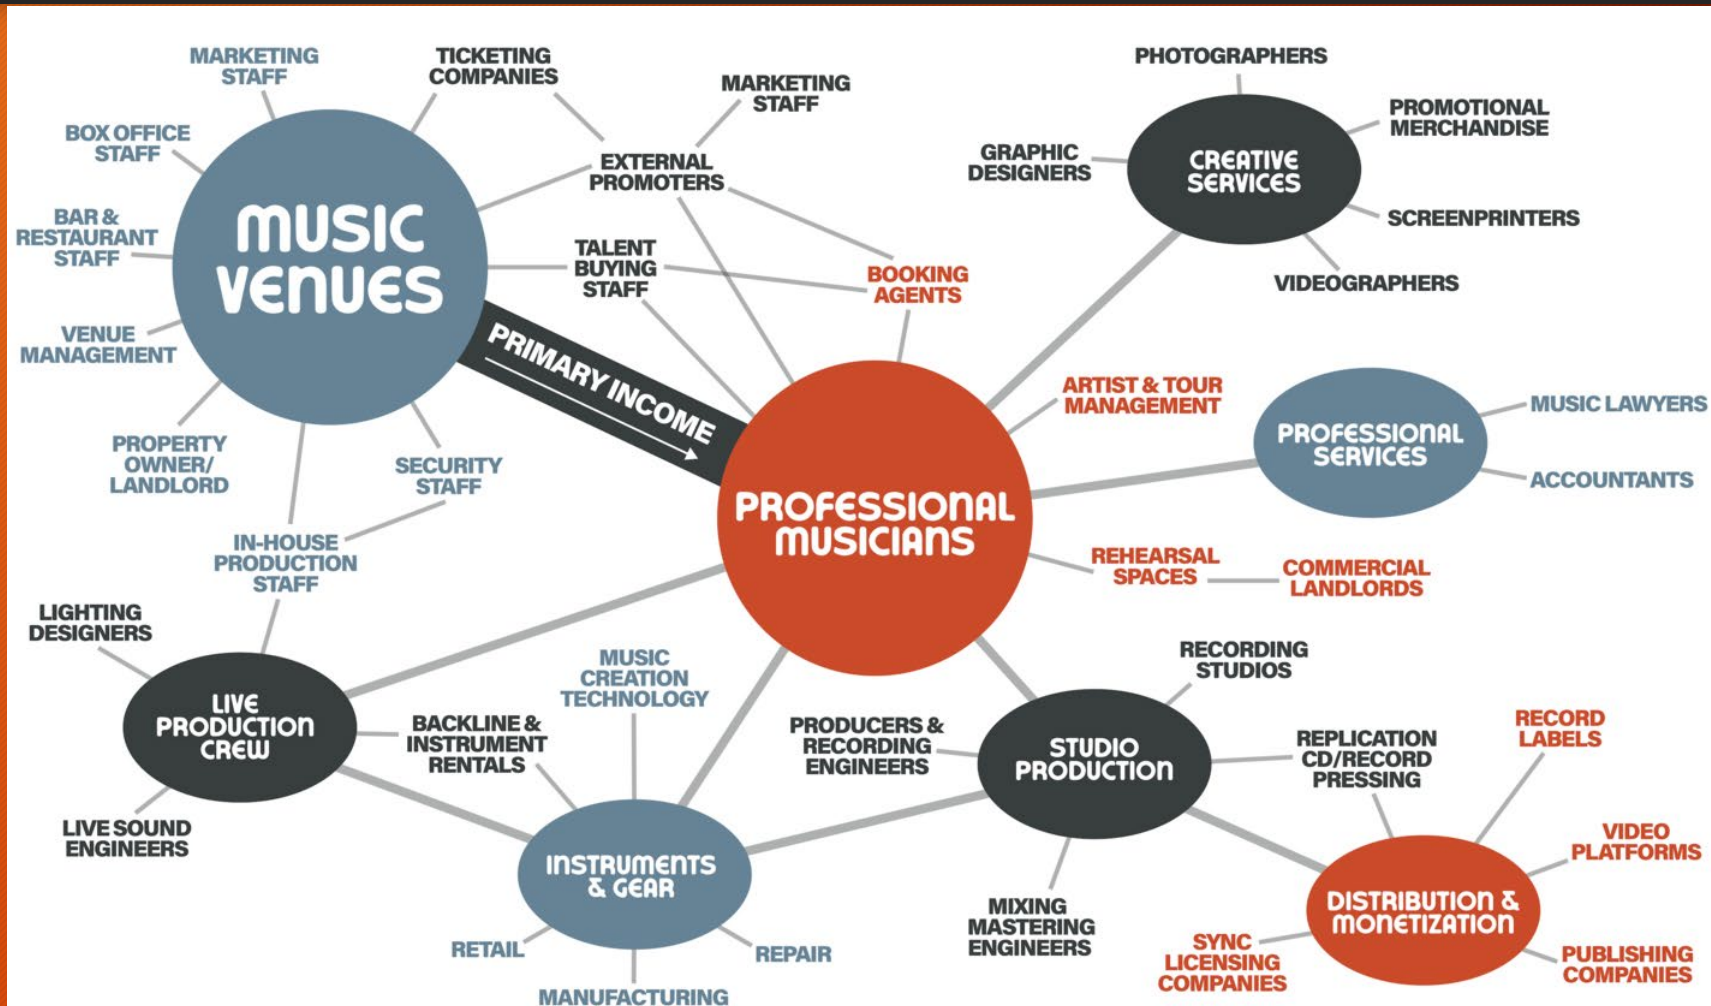 MARKETING
STAFF
BOX OFFICE
STAFF
BAR &
RESTAURANT
STAFF
VENUE
MANAGEMENT
PROPERTY
OWNER/
LANDLORD
MUSIC
VENUES
TICKETING
COMPANIES
MARKETING
STAFF
EXTERNAL
PROMOTERS
TALENT
BUYING
STAFF
BOOKING
AGENTS
PRIMARY INCOME
SECURITY
STAFF
IN-HOUSE
PRODUCTION
STAFF
PHOTOGRAPHERS
PROMOTIONAL
MERCHANDISE
GRAPHIC
DESIGNERS
CREATIVE
SERVICES
SCREENPRINTERS
VIDEOGRAPHERS
ARTIST & TOUR
MANAGEMENT
PROFESSIONAL
SERVICES
MUSIC LAWYERS
ACCOUNTANTS
PROFESSIONAL
MUSICIANS
REHEARSAL
SPACES
COMMERCIAL
LANDLORDS
LIGHTING
DESIGNERS
LIVE
PRODUCTION
CREW
LIVE SOUND
ENGINEERS
BACKLINE &
INSTRUMENT
RENTALS
MUSIC
CREATION
TECHNOLOGY
INSTRUMENTS
& GEAR
RETAIL
MANUFACTURING
REPAIR
PRODUCERS &
RECORDING
ENGINEERS
STUDIO
PRODUCTION
RECORDING
STUDIOS
REPLICATION
CD/RECORD
PRESSING
MIXING
MASTERING
ENGINEERS
RECORD
LABELS
VIDEO
PLATFORMS
DISTRIBUTION &
MONETIZATION
SYNC
LICENSING
COMPANIES
PUBLISHING
COMPANIES